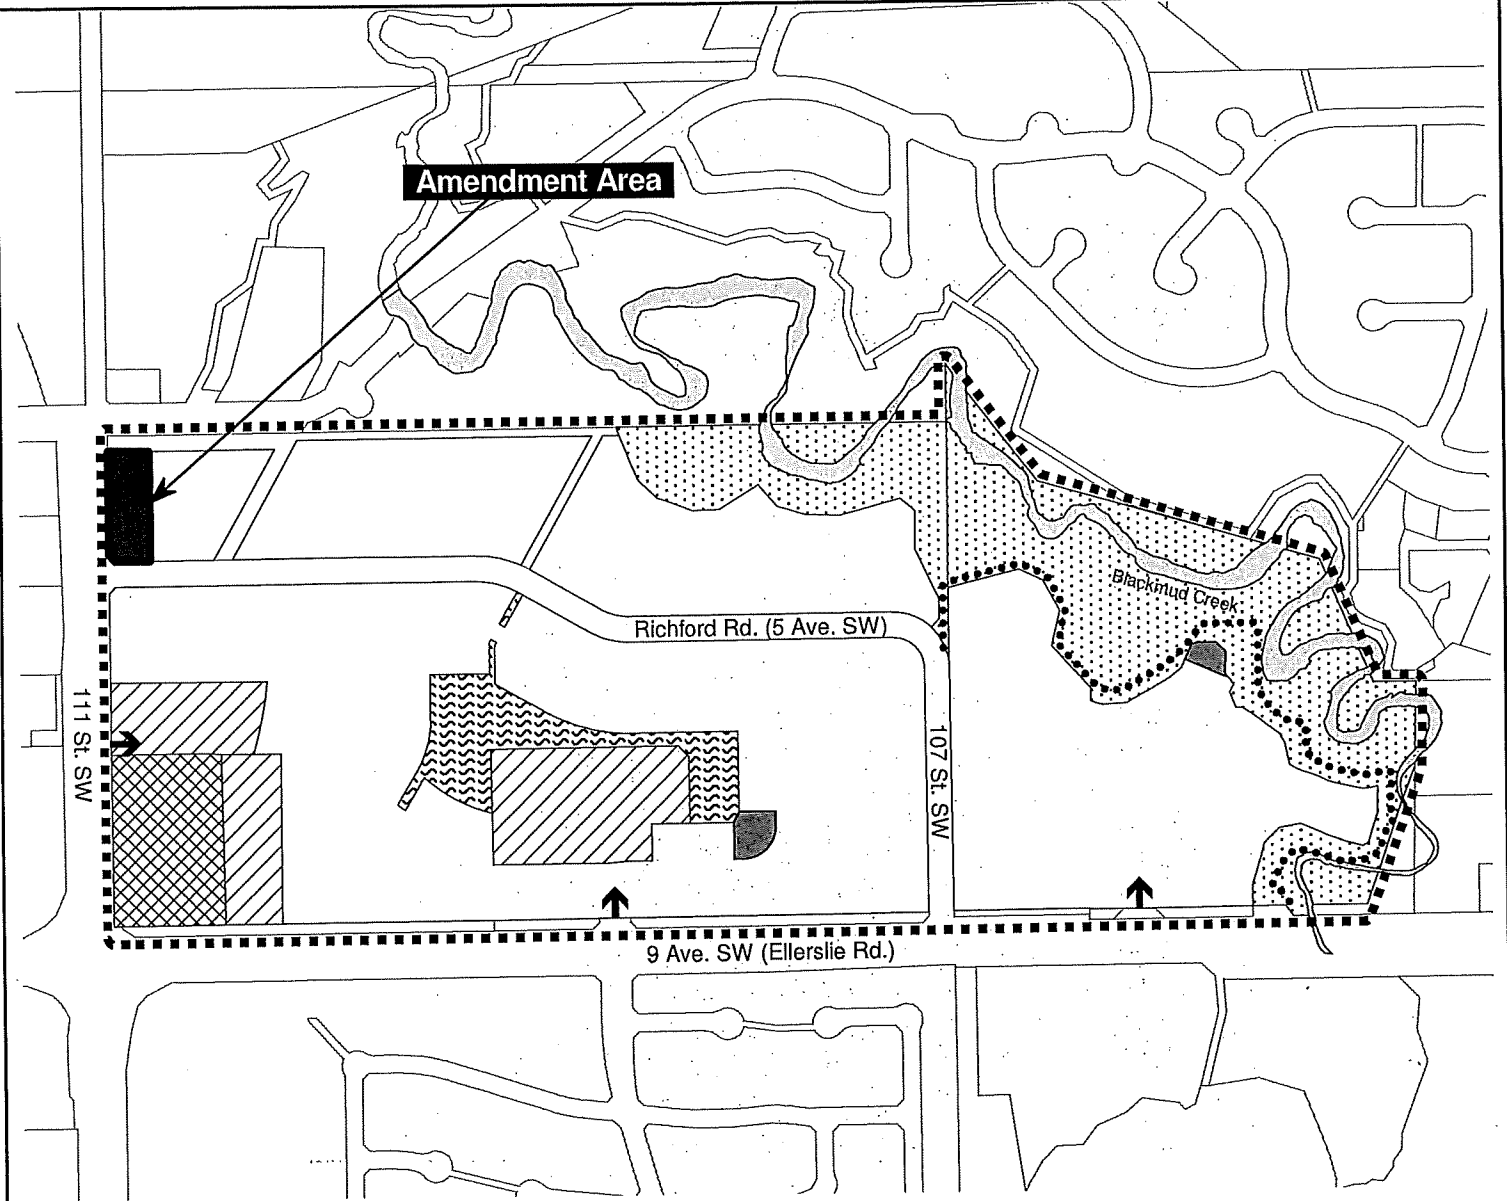 Amendment Area
Blackmud Creek
Richford Rd. (5 Ave. SW)
111 St. SW
107 St. SW
9 Ave. SW (Ellerslie Rd.)